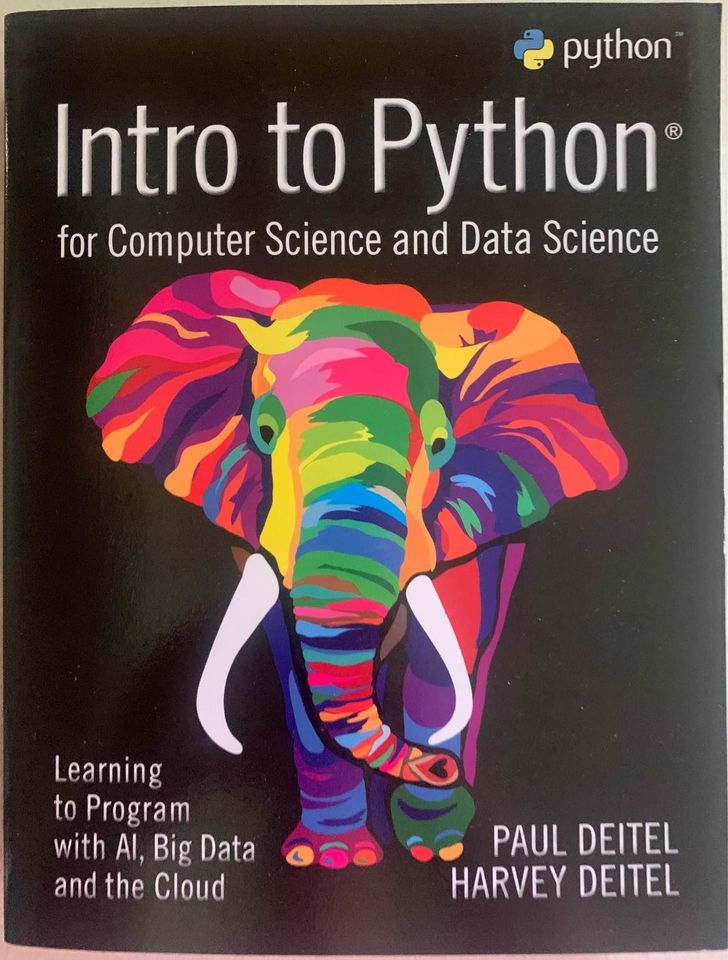 python™
Intro to Python®
for Computer Science and Data Science
Learning
to Program
with AI, Big Data
and the Cloud
PAUL DEITEL
HARVEY DEITEL